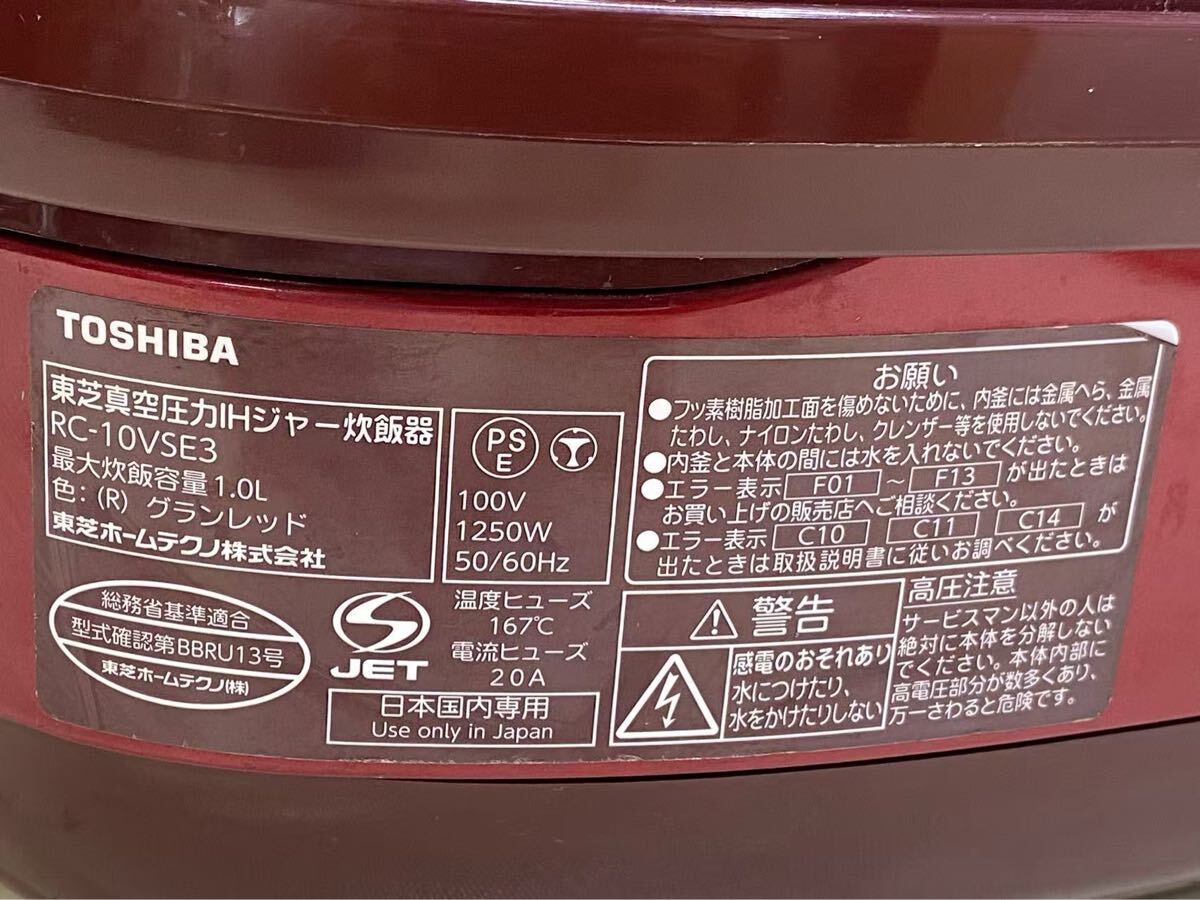 TOSHIBA
東芝真空圧力IHジャー炊飯器
RC-10VSE3
最大炊飯容量 1.0L
色：(R) グランレッド
東芝ホームテクノ株式会社
PS
E
100V
1250W
50/60Hz
お願い
●フッ素樹脂加工面を傷めないために、内釜には金属へら、金属
たわし、ナイロンたわし、クレンザー等を使用しないでください。
●内釜と本体の間には水を入れないでください。
●エラー表示 F01 ～ F13 が出たときは
お買い上げの販売店へご相談ください。
●エラー表示 C10 C11 C14 が
出たときは取扱説明書に従いお調べください。
総務省基準適合
型式確認第BBRU13号
東芝ホームテクノ(株)
JET
温度ヒューズ
167℃
電流ヒューズ
20A
日本国内専用
Use only in Japan
警告
感電のおそれあり
水につけたり、
水をかけたりしない
高圧注意
サービスマン以外の人は
絶対に本体を分解しない
でください。本体内部に
高電圧部分が数多くあり、
万一さわると危険です。